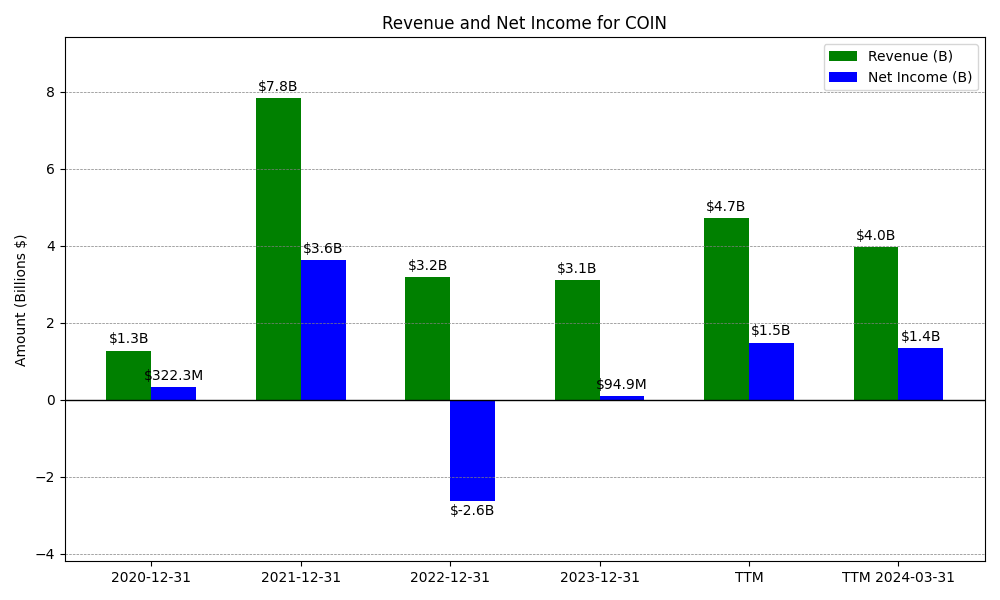 Revenue and Net Income for COIN
Revenue (B)
Net Income (B)
Amount (Billions $)
8
6
4
2
0
−2
−4
$1.3B
$322.3M
$7.8B
$3.6B
$3.2B
$-2.6B
$3.1B
$94.9M
$4.7B
$1.5B
$4.0B
$1.4B
2020-12-31
2021-12-31
2022-12-31
2023-12-31
TTM
TTM 2024-03-31